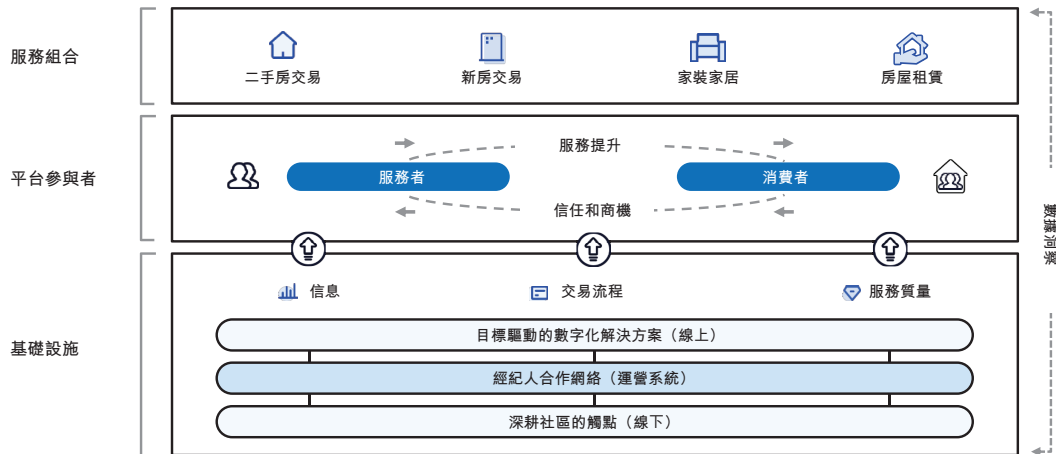 服務組合
二手房交易
新房交易
家裝家居
房屋租賃
平台參與者
服務提升
服務者
消費者
信任和商機
數據洞察
基礎設施
信息
交易流程
服務質量
目標驅動的數字化解決方案（線上）
經紀人合作網絡（運營系統）
深耕社區的觸點（線下）